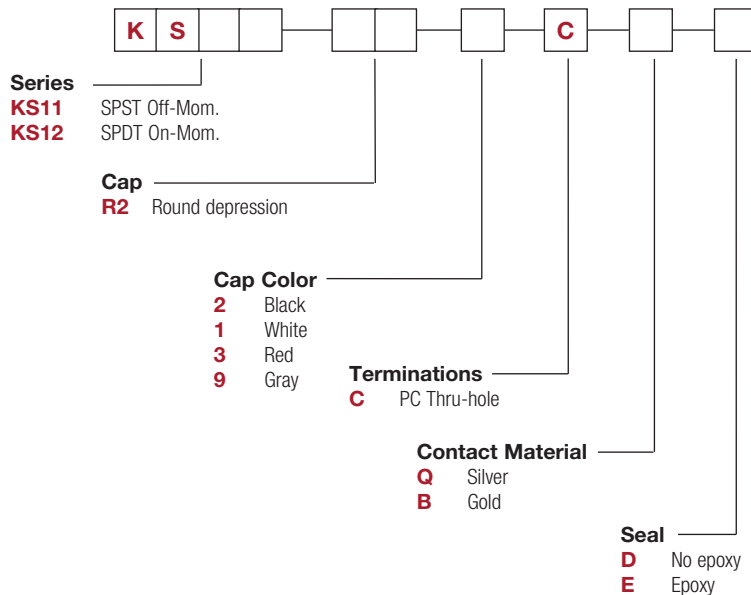 K S C
Series
KS11 SPST Off-Mom.
KS12 SPDT On-Mom.
Cap
R2 Round depression
Cap Color
2 Black
1 White
3 Red
9 Gray
Terminations
C PC Thru-hole
Contact Material
Q Silver
B Gold
Seal
D No epoxy
E Epoxy